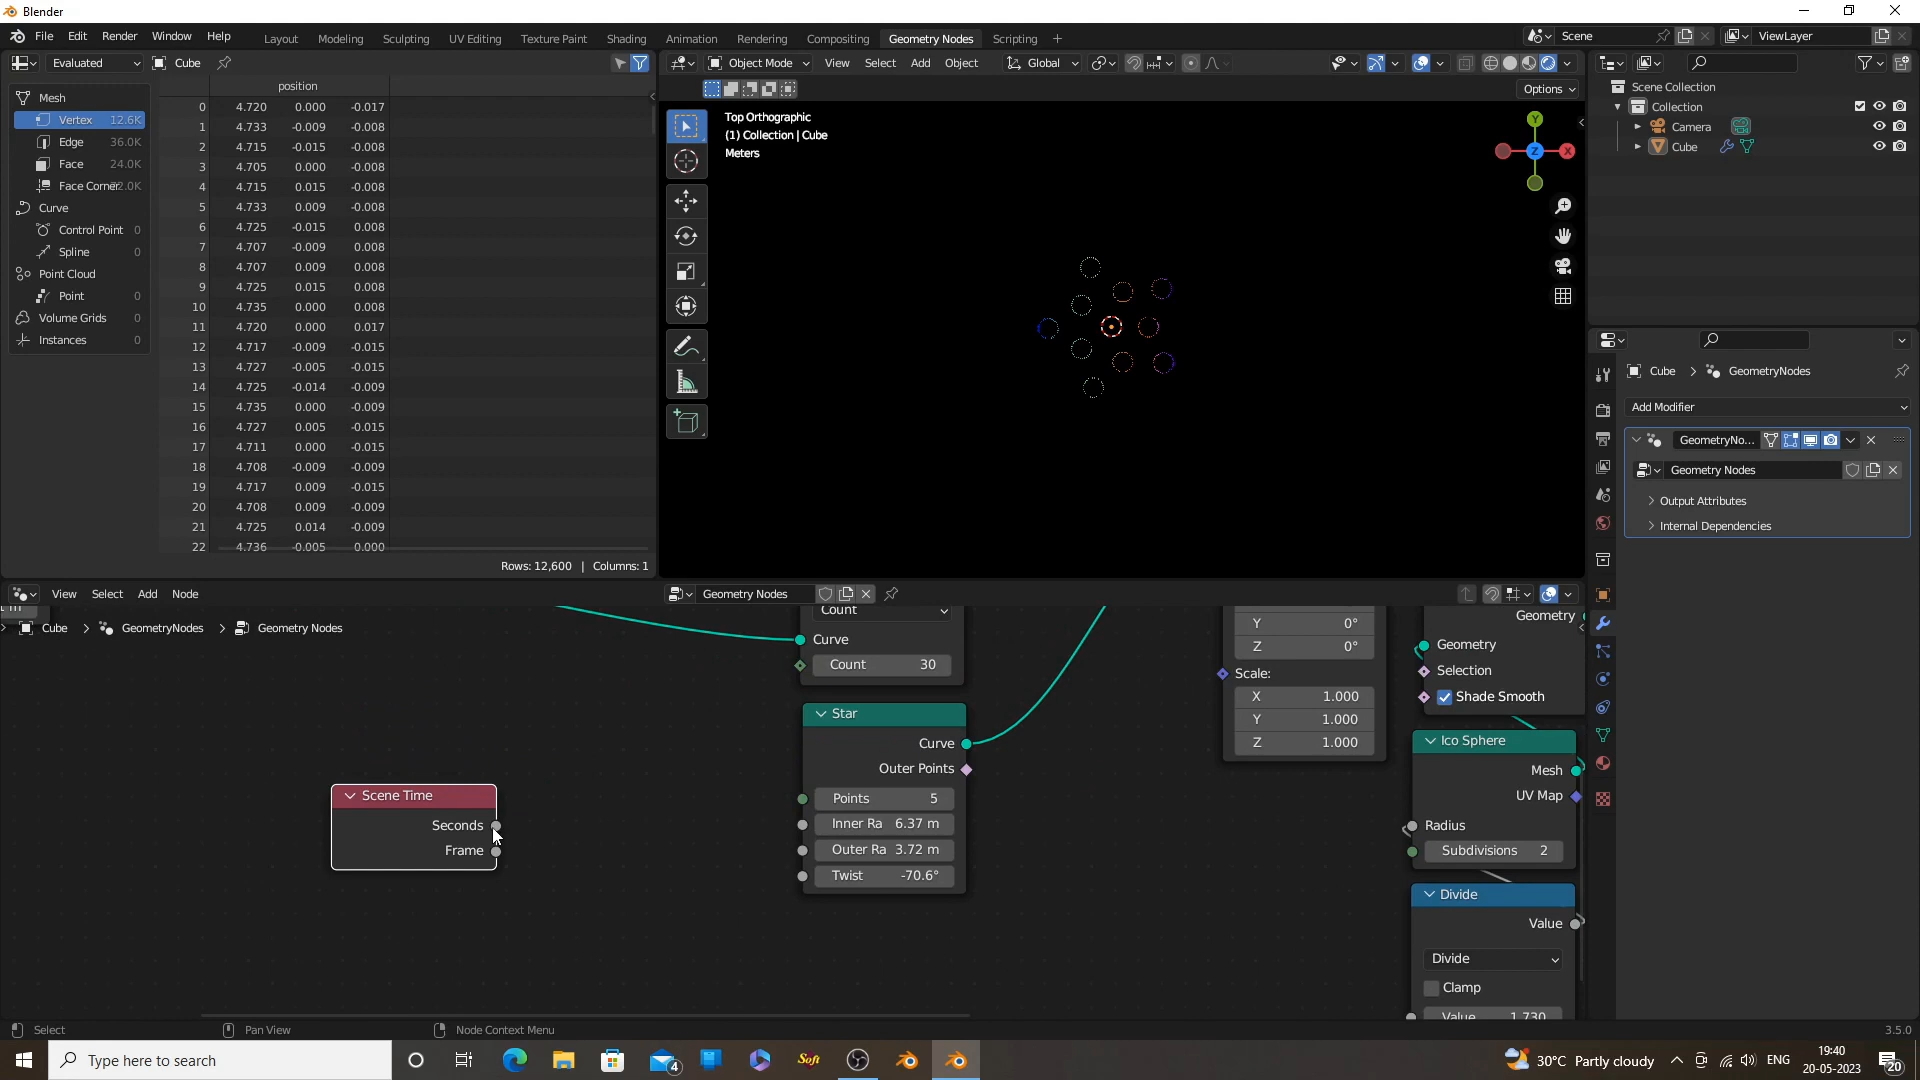 Blender
File Edit Render Window Help
Layout Modeling Sculpting UV Editing Texture Paint Shading Animation Rendering Compositing Geometry Nodes Scripting
Scene ViewLayer
Evaluated Cube
Object Mode View Select Add Object Global
Options
Mesh
Vertex 12.6K
Edge 36.0K
Face 24.0K
Face Corner
Curve
Control Point 0
Spline 0
Point Cloud
Point 0
Volume Grids 0
Instances 0
position
0 4.720 0.000 -0.017
1 4.733 -0.009 -0.008
2 4.715 -0.015 -0.008
3 4.705 0.000 -0.008
4 4.715 0.015 -0.008
5 4.733 0.009 -0.008
6 4.725 -0.015 0.008
7 4.707 -0.009 0.008
8 4.707 0.009 0.008
9 4.725 0.015 0.008
10 4.735 0.000 0.008
11 4.720 0.000 0.017
12 4.717 -0.009 -0.015
13 4.727 -0.005 -0.015
14 4.725 -0.014 -0.009
15 4.735 0.000 -0.009
16 4.727 0.005 -0.015
17 4.711 0.000 -0.015
18 4.708 -0.009 -0.009
19 4.717 0.009 -0.015
20 4.708 0.009 -0.009
21 4.725 0.014 -0.009
22 4.736 -0.005 0.000
Rows: 12,600 | Columns: 1
Top Orthographic
(1) Collection | Cube
Meters
Y
Z X
Scene Collection
Collection
Camera
Cube
Cube GeometryNodes
Add Modifier
GeometryNo...
Geometry Nodes
Output Attributes
Internal Dependencies
View Select Add Node
Geometry Nodes
Cube GeometryNodes Geometry Nodes
Scene Time
Seconds
Frame
Count
Curve
Count 30
Star
Curve
Outer Points
Points 5
Inner Ra 6.37 m
Outer Ra 3.72 m
Twist -70.6°
Y 0°
Z 0°
Scale:
X 1.000
Y 1.000
Z 1.000
Geometry
Geometry
Selection
Shade Smooth
Ico Sphere
Mesh
UV Map
Radius
Subdivisions 2
Divide
Value
Divide
Clamp
Value 1.730
Select Pan View Node Context Menu 3.5.0
Type here to search
4
Soft
30°C Partly cloudy
ENG
19:40
20-05-2023
20